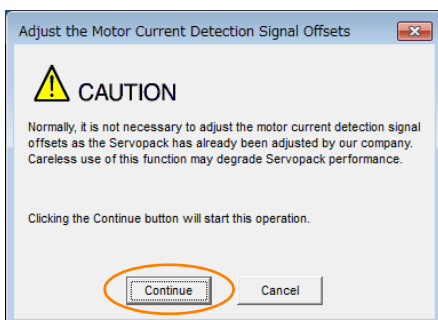 Adjust the Motor Current Detection Signal Offsets
CAUTION
Normally, it is not necessary to adjust the motor current detection signal
offsets as the Servopack has already been adjusted by our company.
Careless use of this function may degrade Servopack performance.
Clicking the Continue button will start this operation.
Continue Cancel